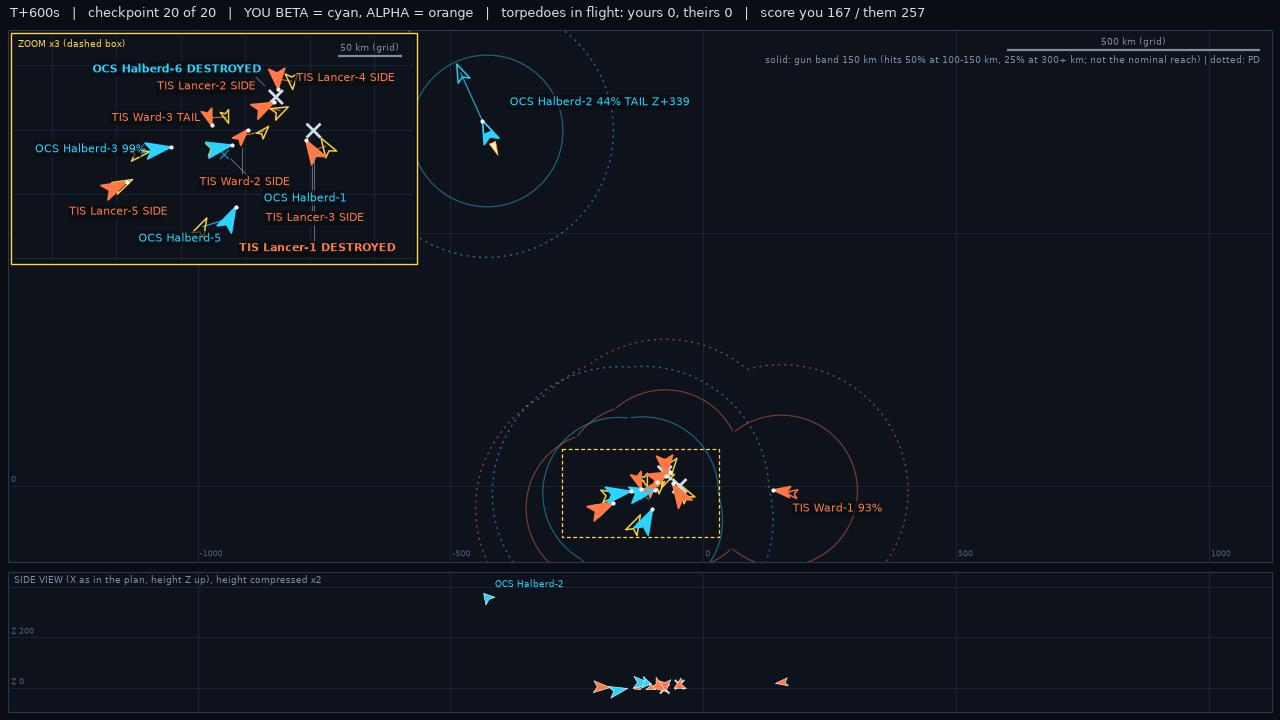 T+600s | checkpoint 20 of 20 | YOU BETA = cyan, ALPHA = orange | torpedoes in flight: yours 0, theirs 0 | score you 167 / them 257
ZOOM x3 (dashed box)
50 km (grid)
500 km (grid)
solid: gun band 150 km (hits 50% at 100-150 km, 25% at 300+ km; not the nominal reach) | dotted: PD
OCS Halberd-6 DESTROYED
TIS Lancer-4 SIDE
TIS Lancer-2 SIDE
OCS Halberd-2 44% TAIL Z+339
TIS Ward-3 TAIL
OCS Halberd-3 99%
TIS Ward-2 SIDE
OCS Halberd-1
TIS Lancer-5 SIDE
TIS Lancer-3 SIDE
OCS Halberd-5
TIS Lancer-1 DESTROYED
0
TIS Ward-1 93%
-1000
-500
0
500
1000
SIDE VIEW (X as in the plan, height Z up), height compressed x2
OCS Halberd-2
Z 200
Z 0